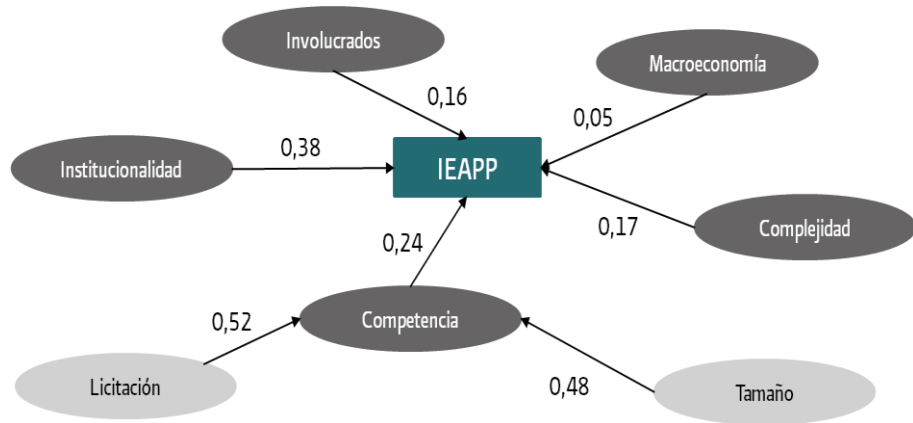 Involucrados
Macroeconomía
0,16
0,05
0,38
Institucionalidad
IEAPP
0,17
Complejidad
0,24
0,52
Competencia
Licitación
0,48
Tamaño